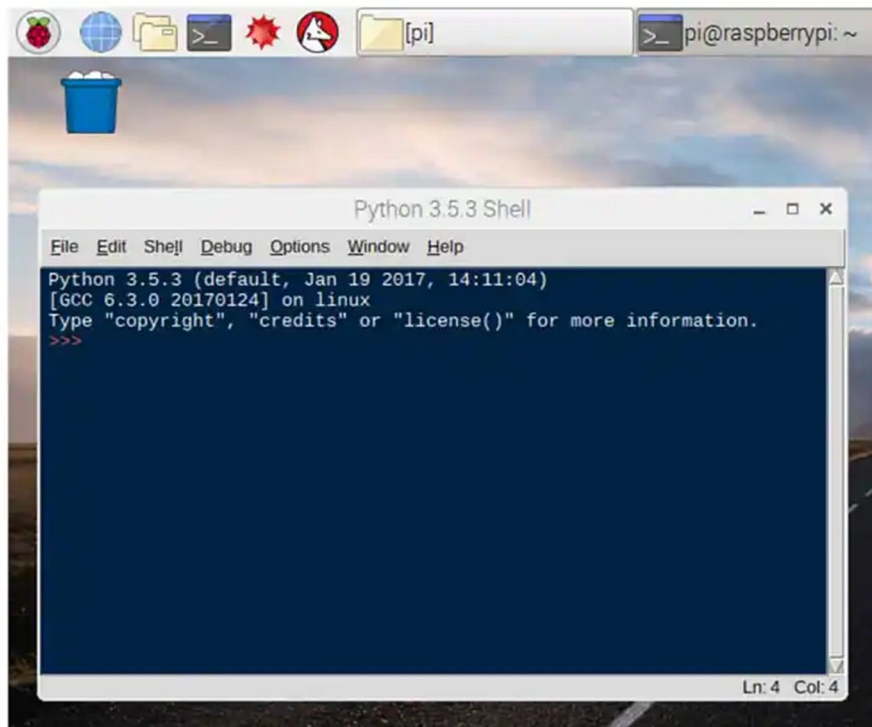 [pi]
pi@raspberrypi: ~
Python 3.5.3 Shell
File Edit Shell Debug Options Window Help
Python 3.5.3 (default, Jan 19 2017, 14:11:04)
[GCC 6.3.0 20170124] on linux
Type "copyright", "credits" or "license()" for more information.
>>>
Ln: 4 Col: 4